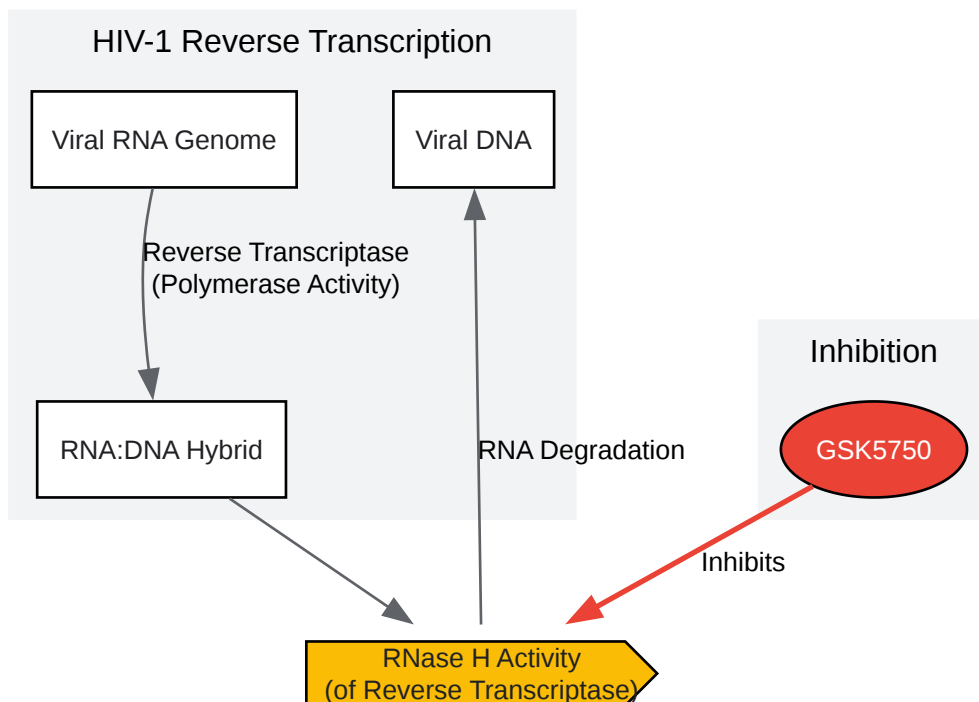 HIV-1 Reverse Transcription
Viral RNA Genome
Viral DNA
Reverse Transcriptase
(Polymerase Activity)
Inhibition
RNA:DNA Hybrid
RNA Degradation
GSK5750
Inhibits
RNase H Activity
(of Reverse Transcriptase)